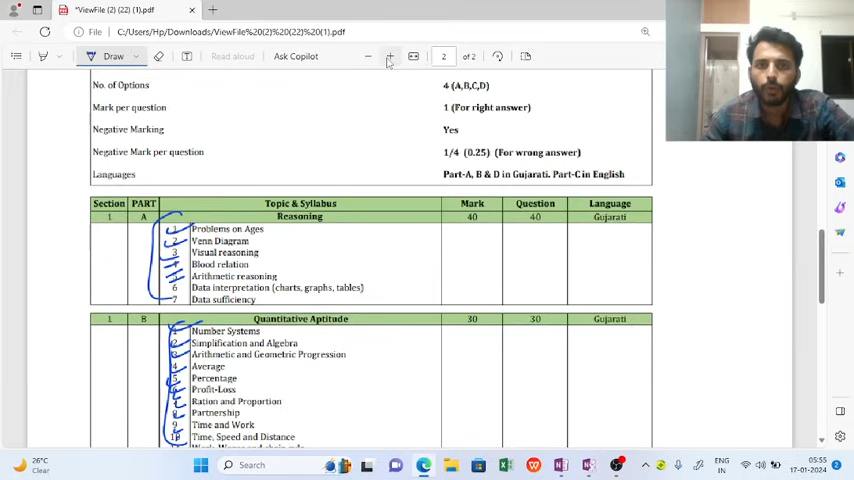 *ViewFile (2) (22) (1).pdf
File C:/Users/Hp/Downloads/ViewFile%20(2)%20(22)%20(1).pdf
Draw Read aloud Ask Copilot 2 of 2
No. of Options 4 (A,B,C,D)
Mark per question 1 (For right answer)
Negative Marking Yes
Negative Mark per question 1/4 (0.25) (For wrong answer)
Languages Part-A, B & D in Gujarati. Part-C in English
Section PART Topic & Syllabus Mark Question Language
1 A Reasoning 40 40 Gujarati
1 Problems on Ages
2 Venn Diagram
3 Visual reasoning
4 Blood relation
5 Arithmetic reasoning
6 Data interpretation (charts, graphs, tables)
7 Data sufficiency
1 B Quantitative Aptitude 30 30 Gujarati
1 Number Systems
2 Simplification and Algebra
3 Arithmetic and Geometric Progression
4 Average
5 Percentage
6 Profit-Loss
7 Ration and Proportion
8 Partnership
9 Time and Work
10 Time, Speed and Distance
26°C
Clear
Search
ENG
IN
05:55
17-01-2024